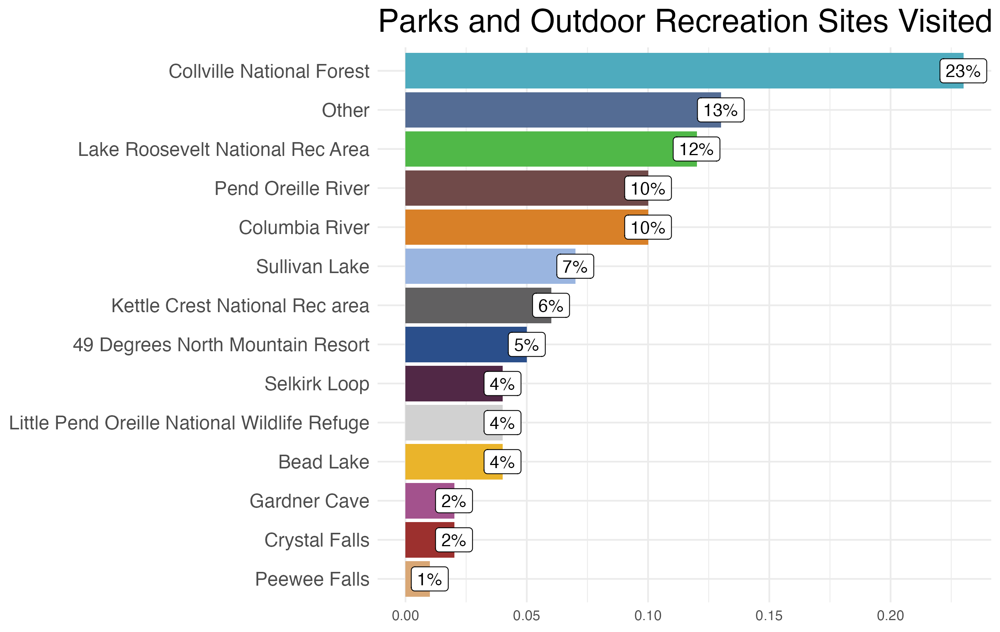 Parks and Outdoor Recreation Sites Visited
Collville National Forest 23%
Other 13%
Lake Roosevelt National Rec Area 12%
Pend Oreille River 10%
Columbia River 10%
Sullivan Lake 7%
Kettle Crest National Rec area 6%
49 Degrees North Mountain Resort 5%
Selkirk Loop 4%
Little Pend Oreille National Wildlife Refuge 4%
Bead Lake 4%
Gardner Cave 2%
Crystal Falls 2%
Peewee Falls 1%
0.00 0.05 0.10 0.15 0.20